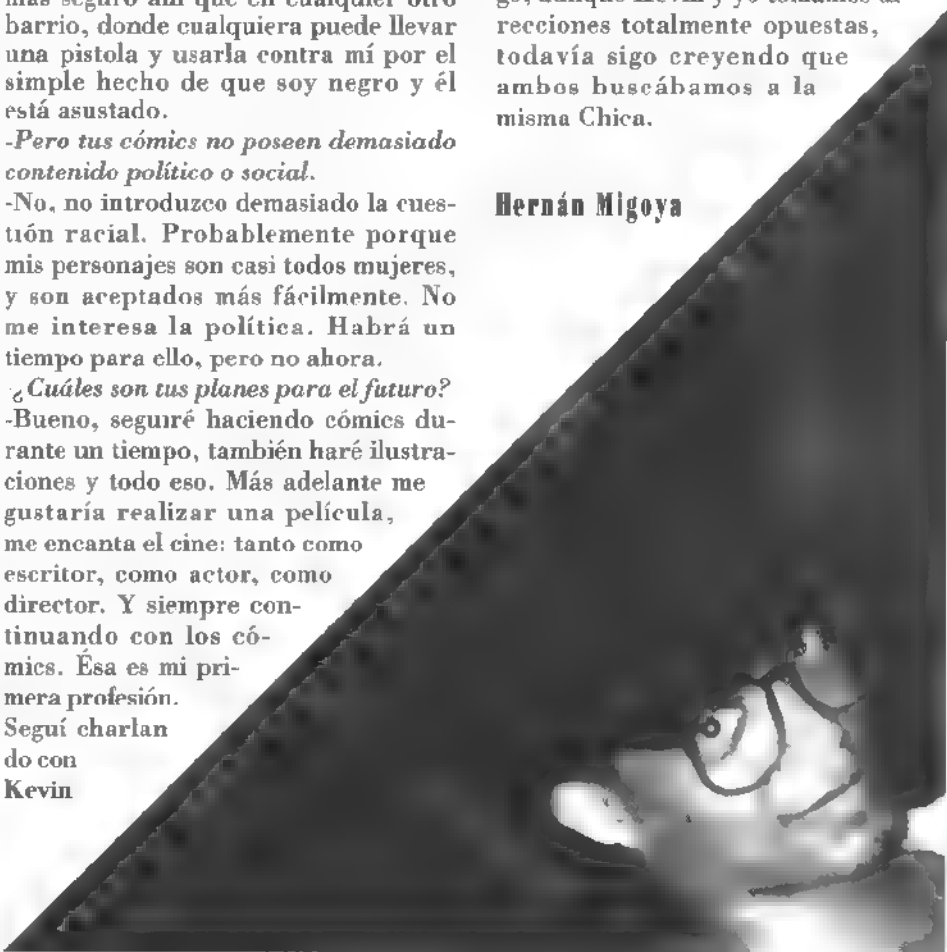 más seguro ahí que en cualquier otro
barrio, donde cualquiera puede llevar
una pistola y usarla contra mí por el
simple hecho de que soy negro y él
está asustado.
-Pero tus cómics no poseen demasiado
contenido político o social.
-No, no introduzco demasiado la cues-
tión racial. Probablemente porque
mis personajes son casi todos mujeres,
y son aceptados más fácilmente. No
me interesa la política. Habrá un
tiempo para ello, pero no ahora.
-¿Cuáles son tus planes para el futuro?
-Bueno, seguiré haciendo cómics du-
rante un tiempo, también haré ilustra-
ciones y todo eso. Más adelante me
gustaría realizar una película,
me encanta el cine: tanto como
escritor, como actor, como
director. Y siempre con-
tinuando con los có-
mics. Ésa es mi pri-
mera profesión.
Seguí charlan
do con
Kevin
go, aunque Kevin y yo tomamos di-
recciones totalmente opuestas,
todavía sigo creyendo que
ambos buscábamos a la
misma Chica.
Hernán Migoya